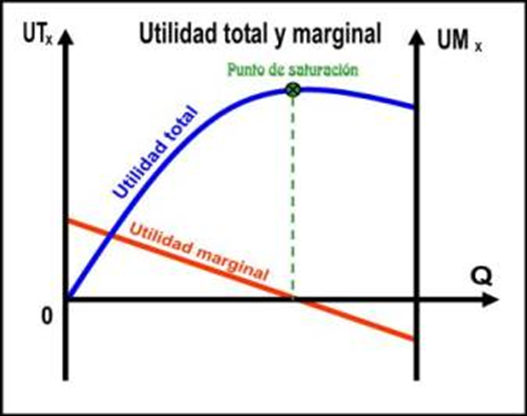 UTx
Utilidad total y marginal
UM x
Punto de saturación
Utilidad total
Utilidad marginal
Q
0